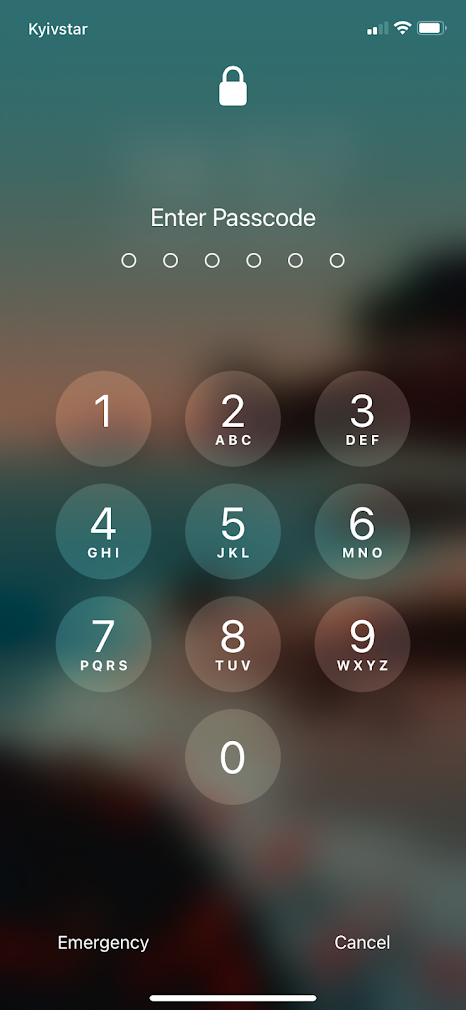 Kyivstar
Enter Passcode
1 2 3
ABC DEF
4 5 6
GHI JKL MNO
7 8 9
PQRS TUV WXYZ
0
Emergency Cancel